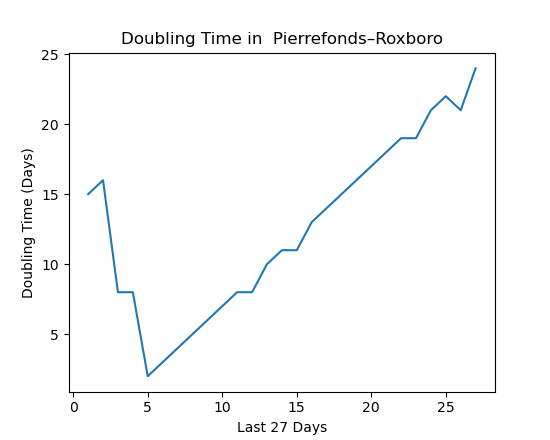 Doubling Time in  Pierrefonds–Roxboro
25
20
15
10
5
Doubling Time (Days)
0 5 10 15 20 25
Last 27 Days